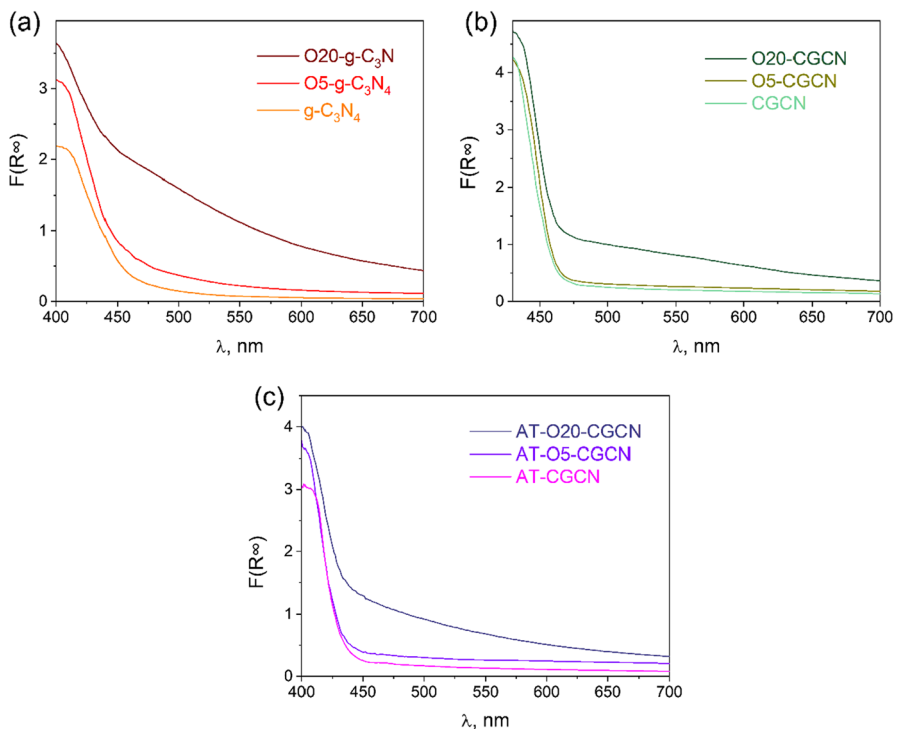 (a)
O20-g-C₃N
O5-g-C₃N₄
g-C₃N₄
F(R∞)
3
2
1
0
400 450 500 550 600 650 700
λ, nm
(b)
O20-CGCN
O5-CGCN
CGCN
F(R∞)
4
3
2
1
0
450 500 550 600 650 700
λ, nm
(c)
AT-O20-CGCN
AT-O5-CGCN
AT-CGCN
F(R∞)
4
3
2
1
0
400 450 500 550 600 650 700
λ, nm